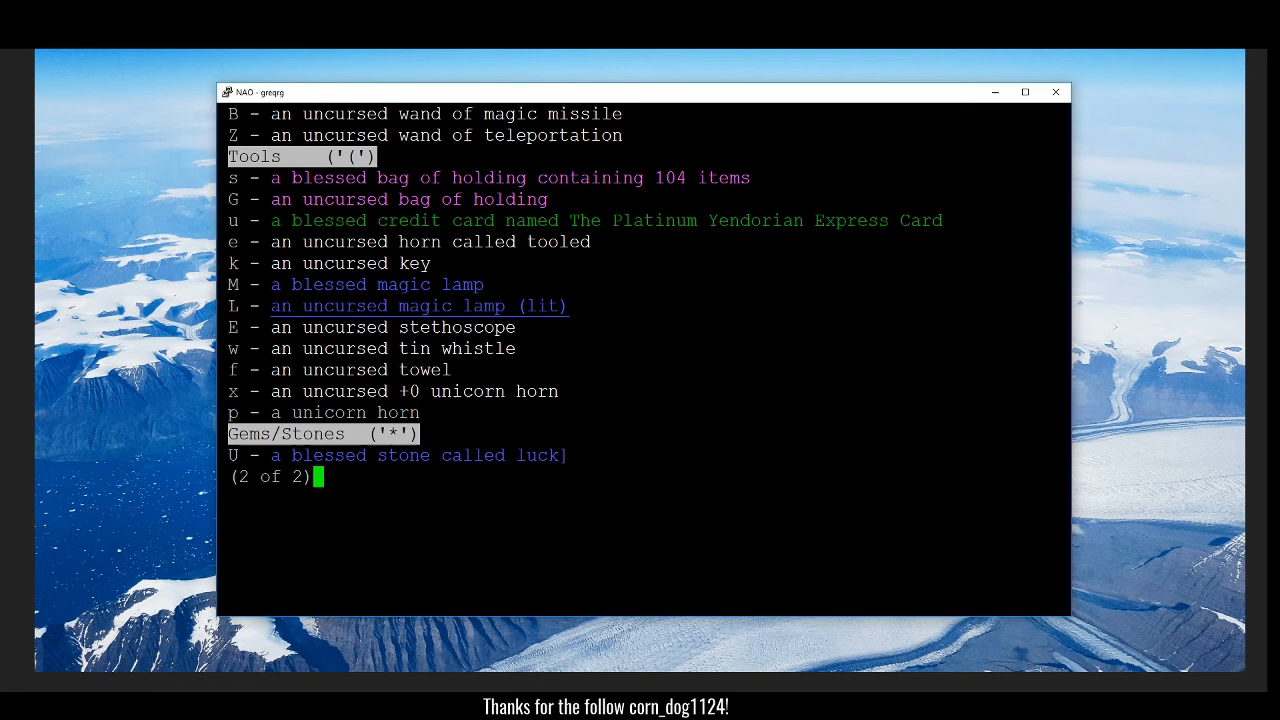 NAO - greqrg
B - an uncursed wand of magic missile
Z - an uncursed wand of teleportation
Tools    ('(')
s - a blessed bag of holding containing 104 items
G - an uncursed bag of holding
u - a blessed credit card named The Platinum Yendorian Express Card
e - an uncursed horn called tooled
k - an uncursed key
M - a blessed magic lamp
L - an uncursed magic lamp (lit)
E - an uncursed stethoscope
w - an uncursed tin whistle
f - an uncursed towel
x - an uncursed +0 unicorn horn
p - a unicorn horn
Gems/Stones  ('*')
U - a blessed stone called luck]
(2 of 2)
Thanks for the follow corn_dog1124!